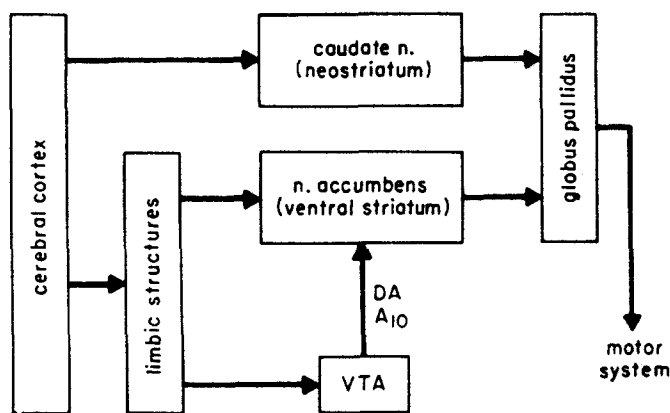 cerebral cortex
limbic structures
caudate n.
(neostriatum)
n. accumbens
(ventral striatum)
DA
A10
VTA
globus pallidus
motor
system